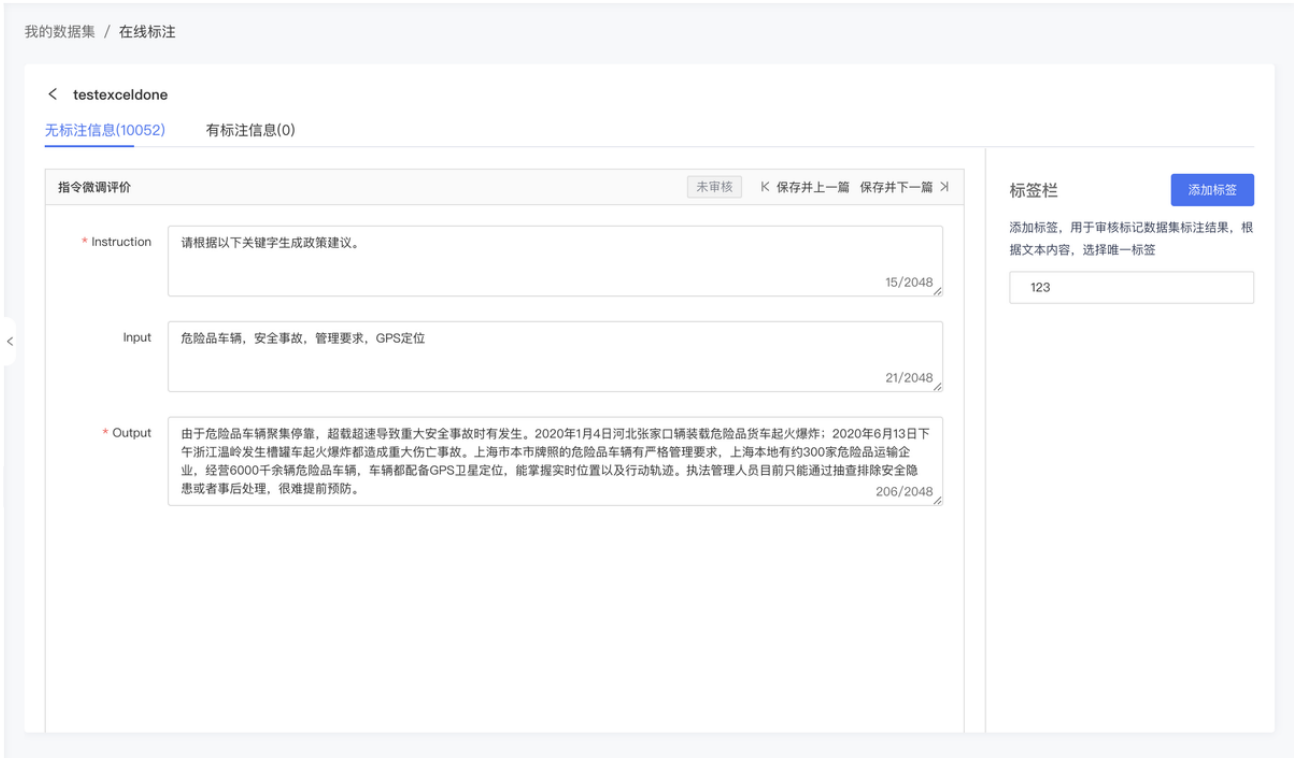 我的数据集 / 在线标注
testexceldone
无标注信息(10052) 有标注信息(0)
指令微调评价 未审核 保存并上一篇 保存并下一篇
* Instruction 请根据以下关键字生成政策建议。
15/2048
Input 危险品车辆，安全事故，管理要求，GPS定位
21/2048
* Output 由于危险品车辆聚集停靠，超载超速导致重大安全事故时有发生。2020年1月4日河北张家口辆装载危险品货车起火爆炸；2020年6月13日下
午浙江温岭发生槽罐车起火爆炸都造成重大伤亡事故。上海市本市牌照的危险品车辆有严格管理要求，上海本地有约300家危险品运输企
业，经营6000千余辆危险品车辆，车辆都配备GPS卫星定位，能掌握实时位置以及行动轨迹。执法管理人员目前只能通过抽查排除安全隐
患或者事后处理，很难提前预防。
206/2048
标签栏 添加标签
添加标签，用于审核标记数据集标注结果，根
据文本内容，选择唯一标签
123